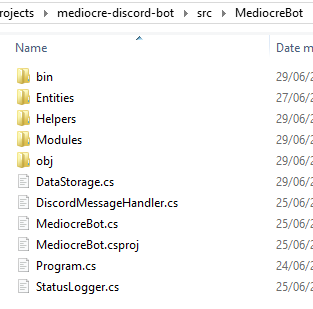 rojects mediocre-discord-bot src MediocreBot
Name Date m
bin 29/06/2
Entities 27/06/2
Helpers 29/06/2
Modules 29/06/2
obj 29/06/2
DataStorage.cs 29/06/2
DiscordMessageHandler.cs 25/06/2
MediocreBot.cs 25/06/2
MediocreBot.csproj 25/06/2
Program.cs 24/06/2
StatusLogger.cs 25/06/2